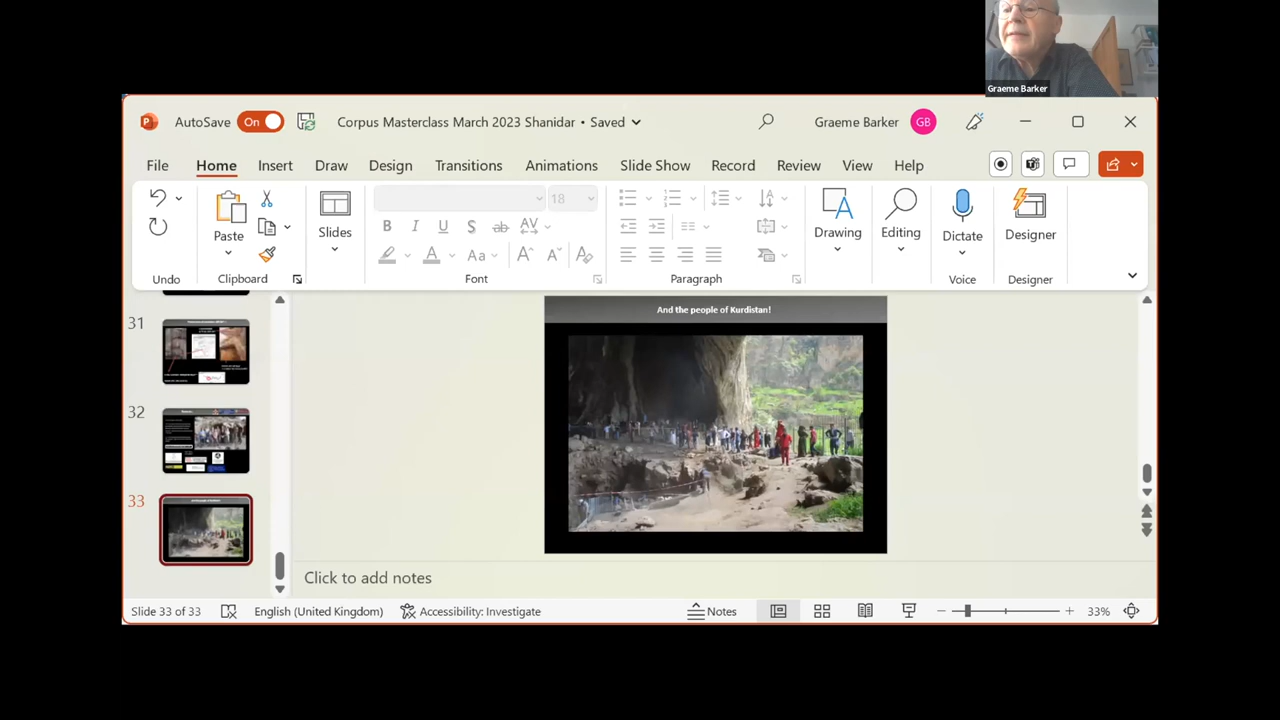 Graeme Barker
AutoSave On Corpus Masterclass March 2023 Shanidar • Saved Graeme Barker GB
File Home Insert Draw Design Transitions Animations Slide Show Record Review View Help
18
Paste Slides Drawing Editing Dictate Designer
B I U S ab AV
A Aa A A A
Undo Clipboard Font Paragraph Voice Designer
31
32
33
And the people of Kurdistan!
Click to add notes
Slide 33 of 33 English (United Kingdom) Accessibility: Investigate Notes 33%